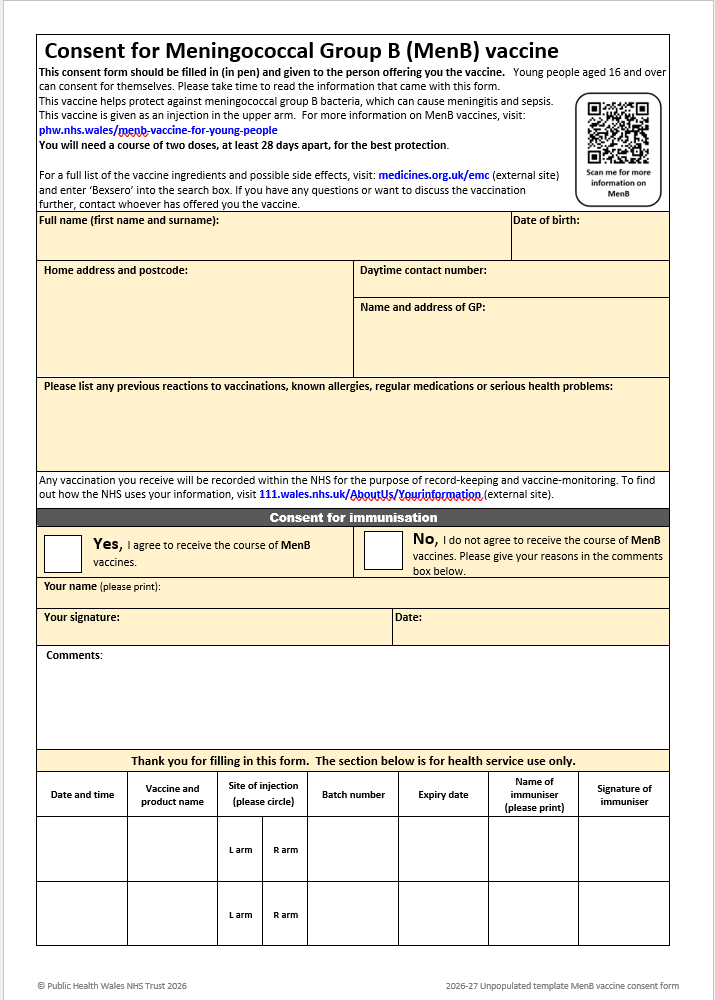 Consent for Meningococcal Group B (MenB) vaccine
This consent form should be filled in (in pen) and given to the person offering you the vaccine. Young people aged 16 and over
can consent for themselves. Please take time to read the information that came with this form.
This vaccine helps protect against meningococcal group B bacteria, which can cause meningitis and sepsis.
This vaccine is given as an injection in the upper arm. For more information on MenB vaccines, visit:
phw.nhs.wales/menb-vaccine-for-young-people
You will need a course of two doses, at least 28 days apart, for the best protection.
For a full list of the vaccine ingredients and possible side effects, visit: medicines.org.uk/emc (external site)
and enter ‘Bexsero’ into the search box. If you have any questions or want to discuss the vaccination
further, contact whoever has offered you the vaccine.
Scan me for more
information on
MenB
Full name (first name and surname):
Date of birth:
Home address and postcode:
Daytime contact number:
Name and address of GP:
Please list any previous reactions to vaccinations, known allergies, regular medications or serious health problems:
Any vaccination you receive will be recorded within the NHS for the purpose of record-keeping and vaccine-monitoring. To find
out how the NHS uses your information, visit 111.wales.nhs.uk/AboutUs/Yourinformation (external site).
Consent for immunisation
Yes, I agree to receive the course of MenB
vaccines.
No, I do not agree to receive the course of MenB
vaccines. Please give your reasons in the comments
box below.
Your name (please print):
Your signature:
Date:
Comments:
Thank you for filling in this form. The section below is for health service use only.
Date and time
Vaccine and
product name
Site of injection
(please circle)
Batch number
Expiry date
Name of
immuniser
(please print)
Signature of
immuniser
L arm
R arm
L arm
R arm
© Public Health Wales NHS Trust 2026
2026-27 Unpopulated template MenB vaccine consent form